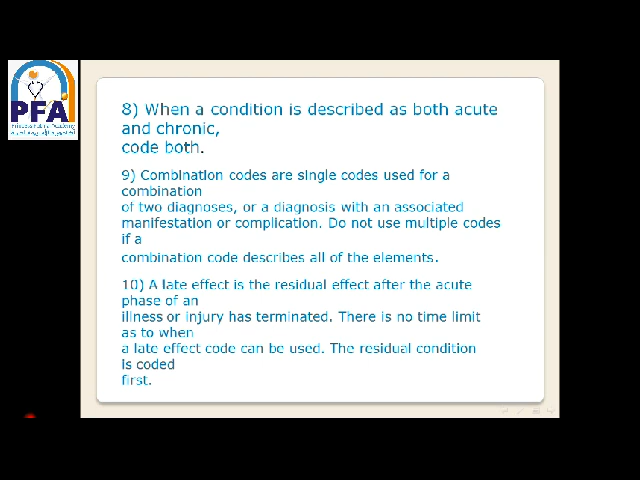 PFA
8) When a condition is described as both acute
and chronic,
code both.
9) Combination codes are single codes used for a
combination
of two diagnoses, or a diagnosis with an associated
manifestation or complication. Do not use multiple codes
if a
combination code describes all of the elements.
10) A late effect is the residual effect after the acute
phase of an
illness or injury has terminated. There is no time limit
as to when
a late effect code can be used. The residual condition
is coded
first.